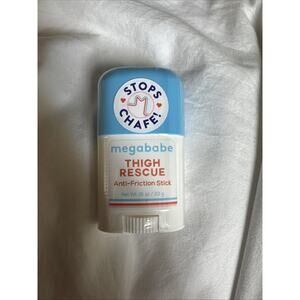 STOPS
CHAFE!
megababe
THIGH
RESCUE
Anti-Friction Stick